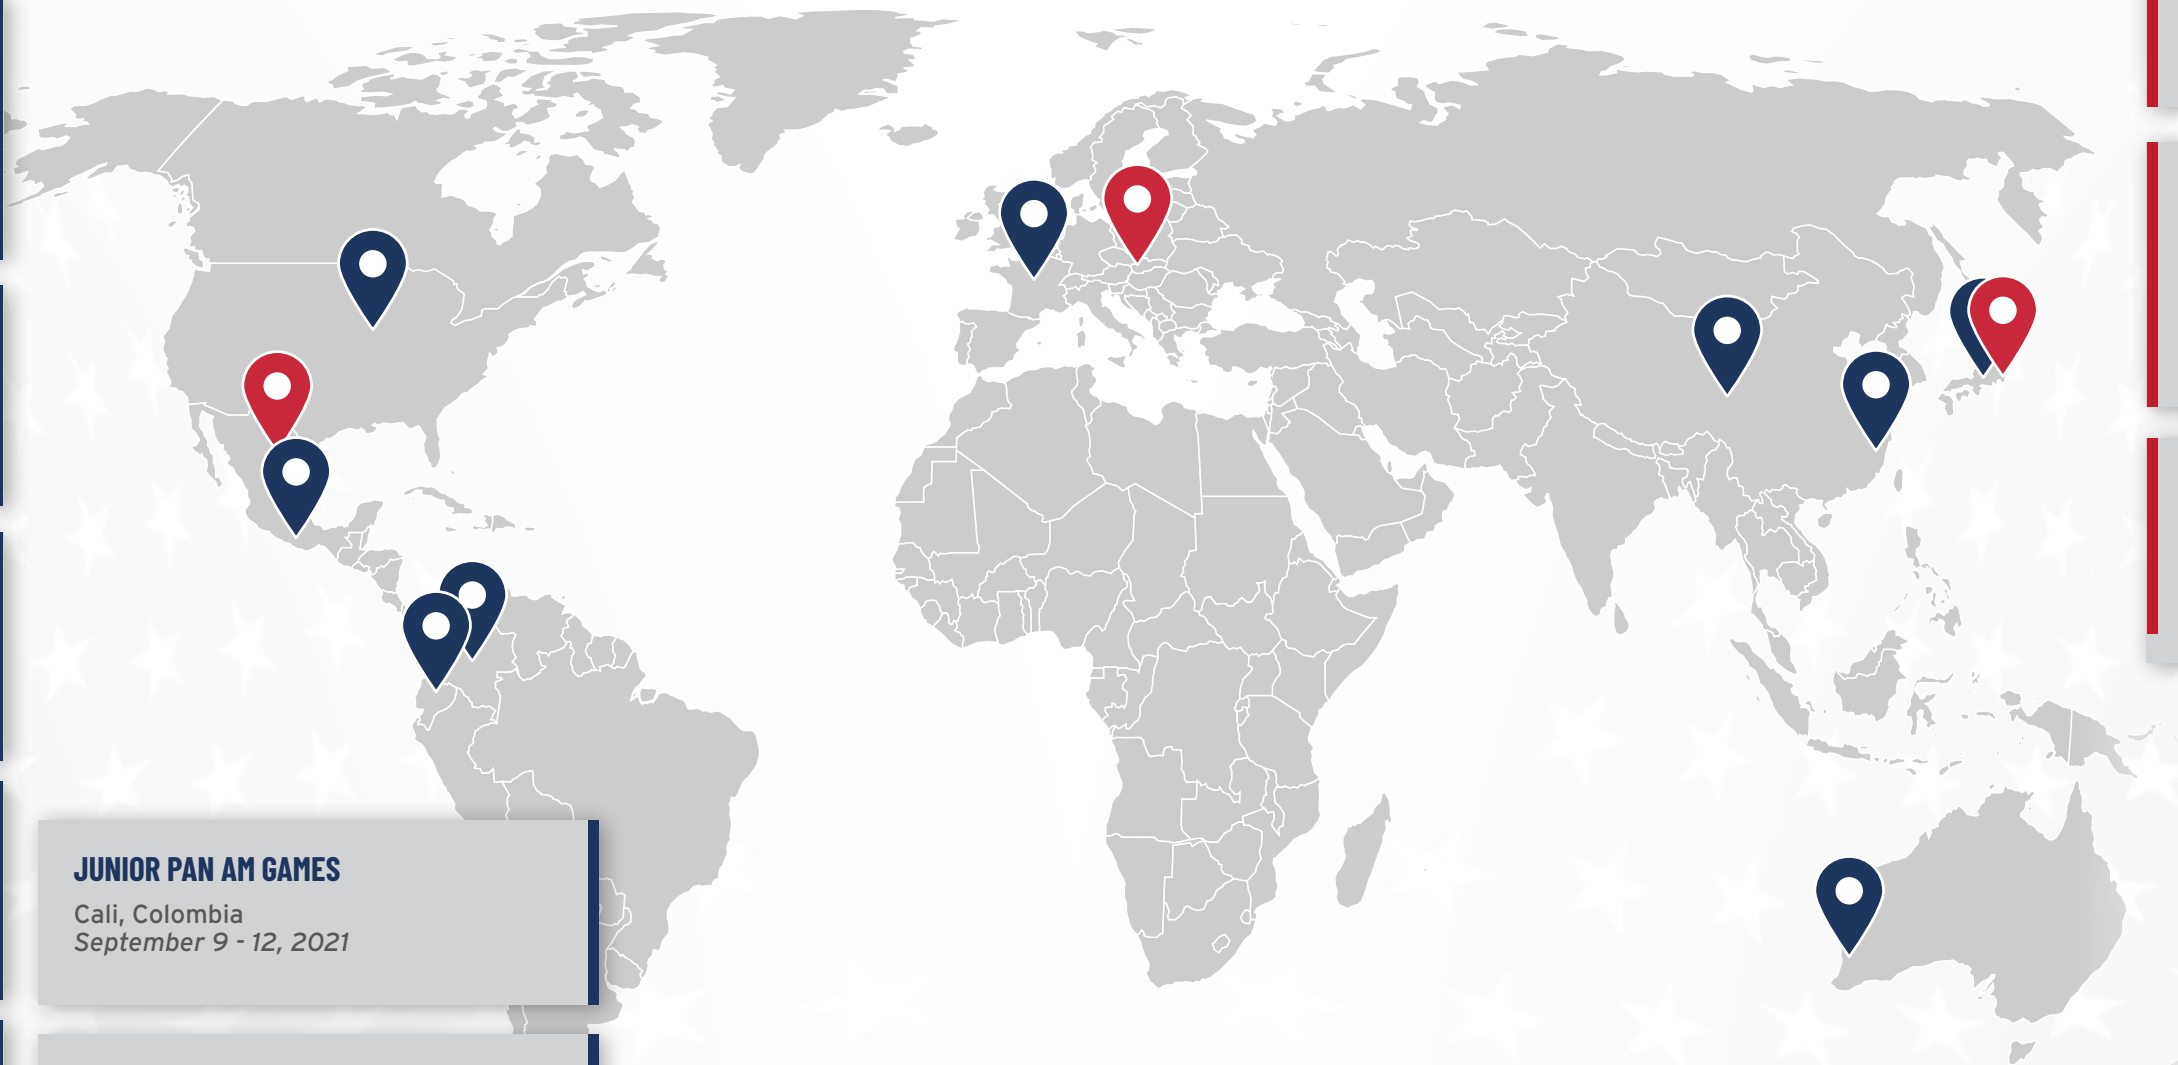 JUNIOR PAN AM GAMES
Cali, Colombia
September 9 - 12, 2021